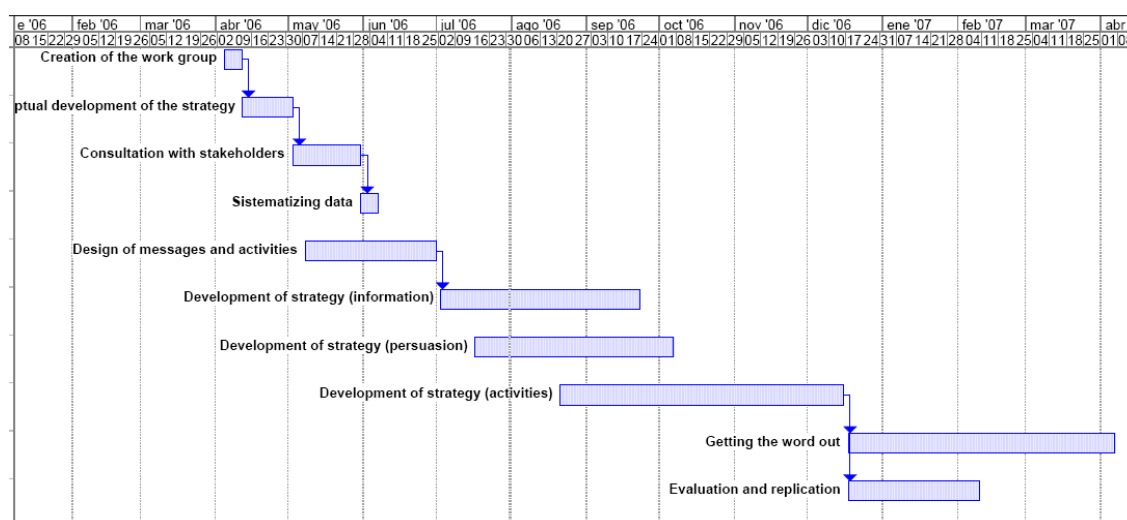 e '06 feb '06 mar '06 abr '06 may '06 jun '06 jul '06 ago '06 sep '06 oct '06 nov '06 dic '06 ene '07 feb '07 mar '07 abr
08 15 22 29 05 12 19 26 05 12 19 26 02 09 16 23 30 07 14 21 28 04 11 18 25 02 09 16 23 30 06 13 20 27 03 10 17 24 01 08 15 22 29 05 12 19 26 03 10 17 24 31 07 14 21 28 04 11 18 25 04 11 18 25 01 08
Creation of the work group
ptual development of the strategy
Consultation with stakeholders
Sistematizing data
Design of messages and activities
Development of strategy (information)
Development of strategy (persuasion)
Development of strategy (activities)
Getting the word out
Evaluation and replication